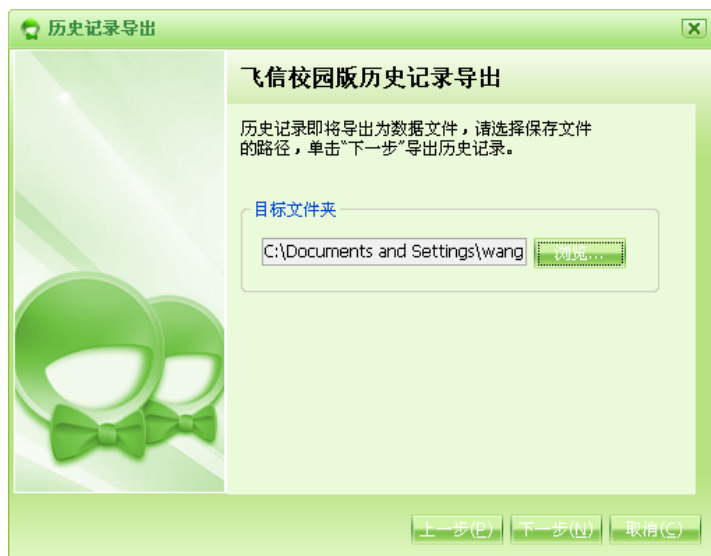 历史记录导出
飞信校园版历史记录导出
历史记录即将导出为数据文件，请选择保存文件
的路径，单击“下一步”导出历史记录。
目标文件夹
C:\Documents and Settings\wang
浏览...
上一步(P) 下一步(N) 取消(C)